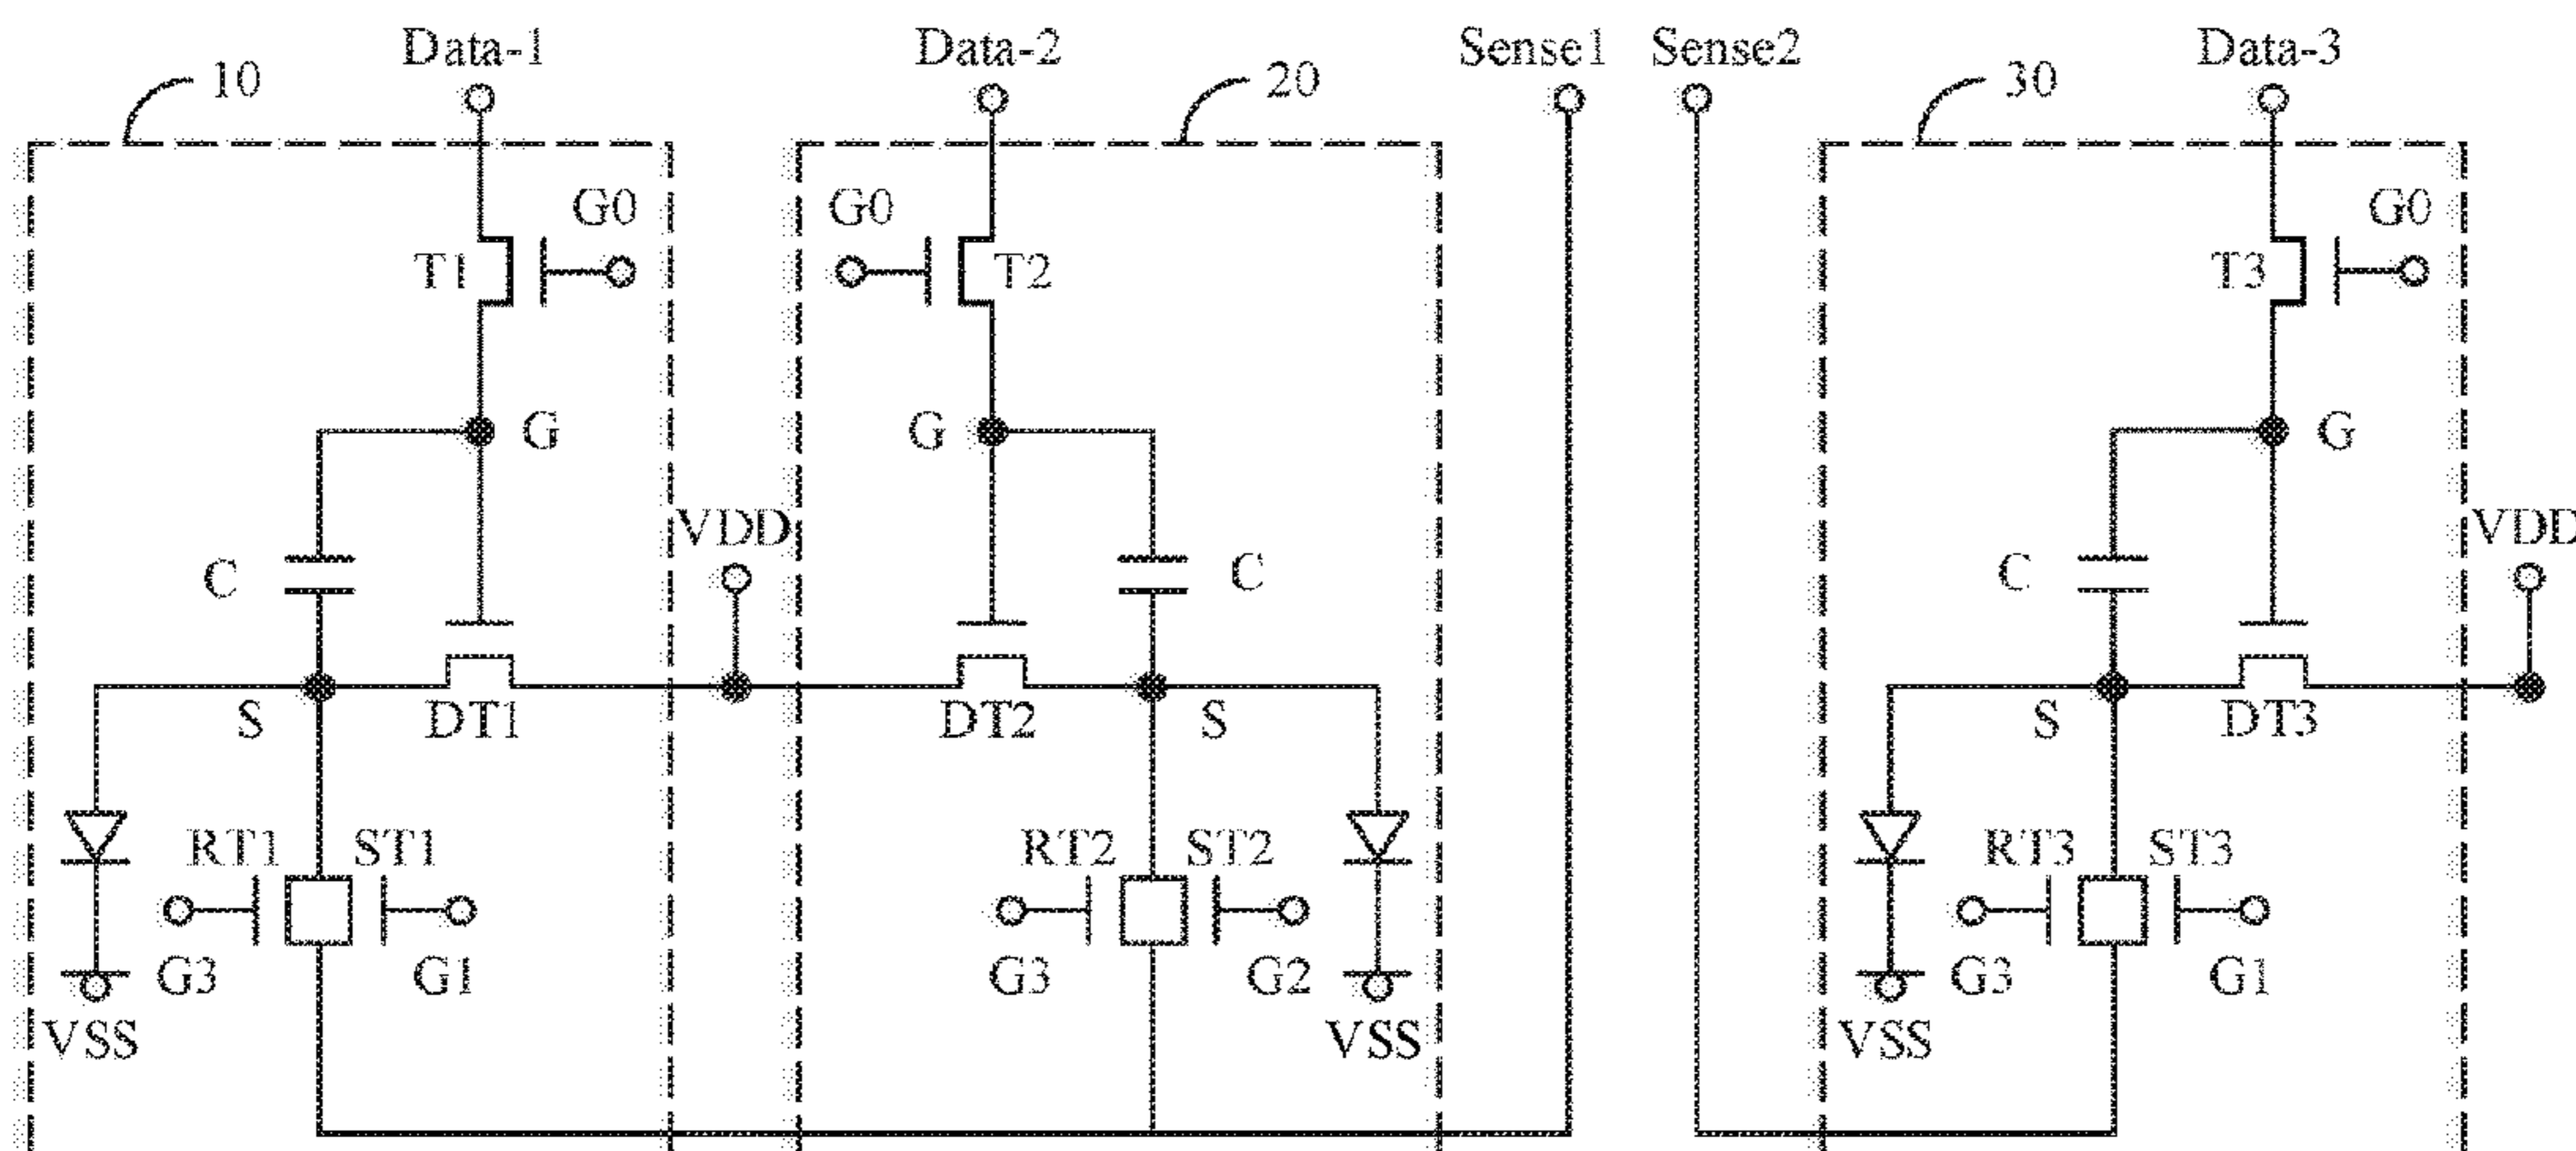 Data-1 Data-2 Sense1 Sense2 Data-3
10 20 30
G0 G0 G0
T1 T2 T3
G G G
VDD VDD
C C C
S DT1 DT2 S S DT3
RT1 ST1 RT2 ST2 RT3 ST3
G3 G1 G3 G2 G3 G1
VSS VSS VSS